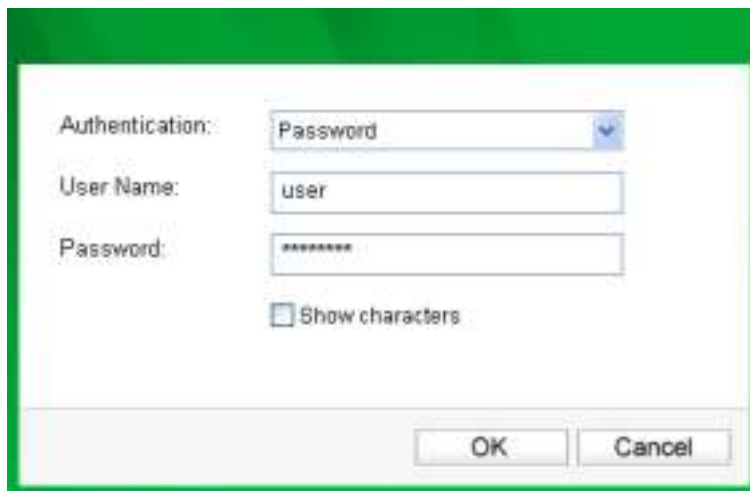 Authentication: Password
User Name: user
Password: ********
Show characters
OK Cancel